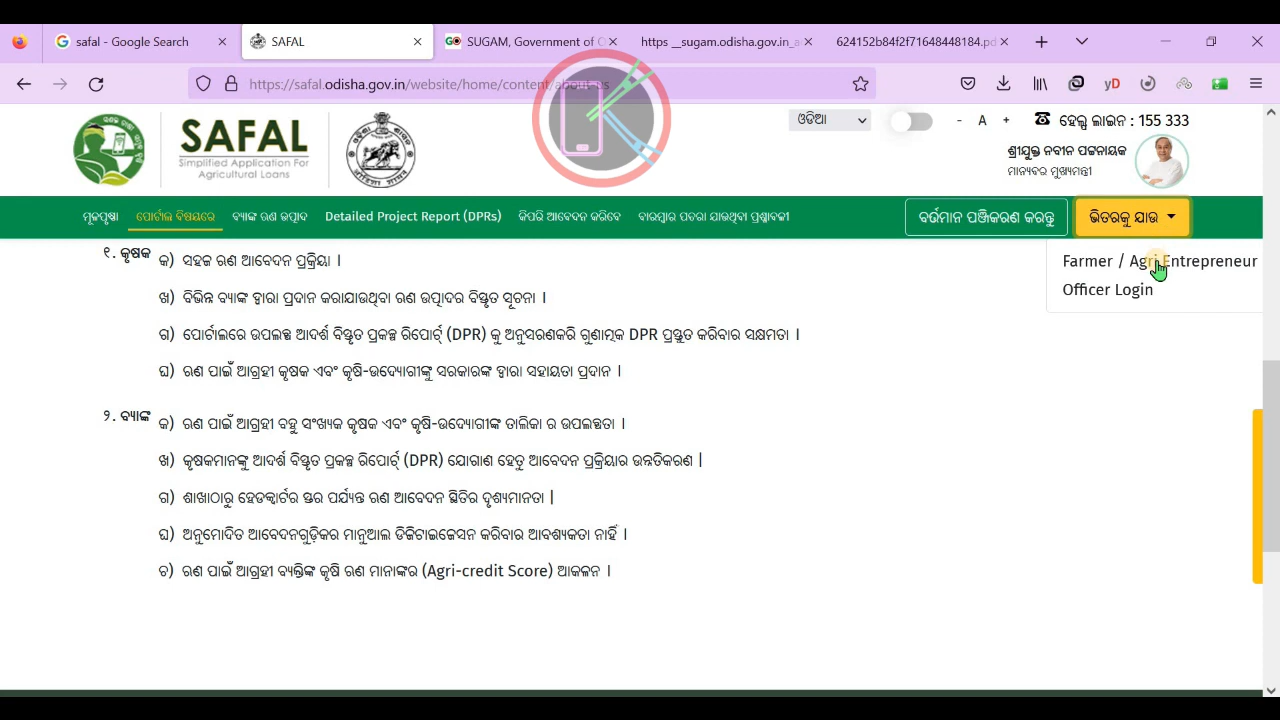 safal - Google Search
SAFAL
SUGAM, Government of O
https __sugam.odisha.gov.in_a
624152b84f2f71648448184.pd
https://safal.odisha.gov.in/website/home/content/about-us
yD
SAFAL
Simplified Application For
Agricultural Loans
ଓଡିଆ
- A +
ହେଲ୍ପ ଲାଇନ : 155 333
ଶ୍ରୀଯୁକ୍ତ ନବୀନ ପଟ୍ଟନାୟକ
ମାନ୍ୟବର ମୁଖ୍ୟମନ୍ତ୍ରୀ
ମୂଳପୃଷ୍ଠା ପୋର୍ଟାଲ ବିଷୟରେ ବ୍ୟାଙ୍କ ଋଣ ଉତ୍ପାଦ Detailed Project Report (DPRs) କିପରି ଆବେଦନ କରିବେ ବାରମ୍ବାର ପଚରା ଯାଉଥିବା ପ୍ରଶ୍ନାବଳୀ ବର୍ତ୍ତମାନ ପଞ୍ଜିକରଣ କରନ୍ତୁ ଭିତରକୁ ଯାଉ
Farmer / Agri Entrepreneur
Officer Login
୧. କୃଷକ
କ) ସହଜ ଋଣ ଆବେଦନ ପ୍ରକ୍ରିୟା ।
ଖ) ବିଭିନ୍ନ ବ୍ୟାଙ୍କ ଦ୍ୱାରା ପ୍ରଦାନ କରାଯାଉଥିବା ଋଣ ଉତ୍ପାଦର ବିସ୍ତୃତ ସୂଚନା ।
ଗ) ପୋର୍ଟାଲରେ ଉପଲବ୍ଧ ଆଦର୍ଶ ବିସ୍ତୃତ ପ୍ରକଳ୍ପ ରିପୋର୍ଟ୍ (DPR) କୁ ଅନୁସରଣକରି ଗୁଣାତ୍ମକ DPR ପ୍ରସ୍ତୁତ କରିବାର ସକ୍ଷମତା ।
ଘ) ଋଣ ପାଇଁ ଆଗ୍ରହୀ କୃଷକ ଏବଂ କୃଷି-ଉଦ୍ୟୋଗୀଙ୍କୁ ସରକାରଙ୍କ ଦ୍ୱାରା ସହାୟତା ପ୍ରଦାନ ।
୨. ବ୍ୟାଙ୍କ
କ) ଋଣ ପାଇଁ ଆଗ୍ରହୀ ବହୁ ସଂଖ୍ୟକ କୃଷକ ଏବଂ କୃଷି-ଉଦ୍ୟୋଗୀଙ୍କ ତାଲିକା ର ଉପଲବ୍ଧତା ।
ଖ) କୃଷକମାନଙ୍କୁ ଆଦର୍ଶ ବିସ୍ତୃତ ପ୍ରକଳ୍ପ ରିପୋର୍ଟ୍ (DPR) ଯୋଗାଣ ହେତୁ ଆବେଦନ ପ୍ରକ୍ରିୟାର ଉନ୍ନତିକରଣ |
ଗ) ଶାଖାଠାରୁ ହେଡକ୍ୱାର୍ଟର ସ୍ତର ପର୍ଯ୍ୟନ୍ତ ଋଣ ଆବେଦନ ସ୍ଥିତିର ଦୃଶ୍ୟମାନତା |
ଘ) ଅନୁମୋଦିତ ଆବେଦନଗୁଡ଼ିକର ମାନୁଆଲ ଡିଜିଟାଇଜେସନ କରିବାର ଆବଶ୍ୟକତା ନାହିଁ ।
ଚ) ଋଣ ପାଇଁ ଆଗ୍ରହୀ ବ୍ୟକ୍ତିଙ୍କ କୃଷି ଋଣ ମାନାଙ୍କର (Agri-credit Score) ଆକଳନ ।